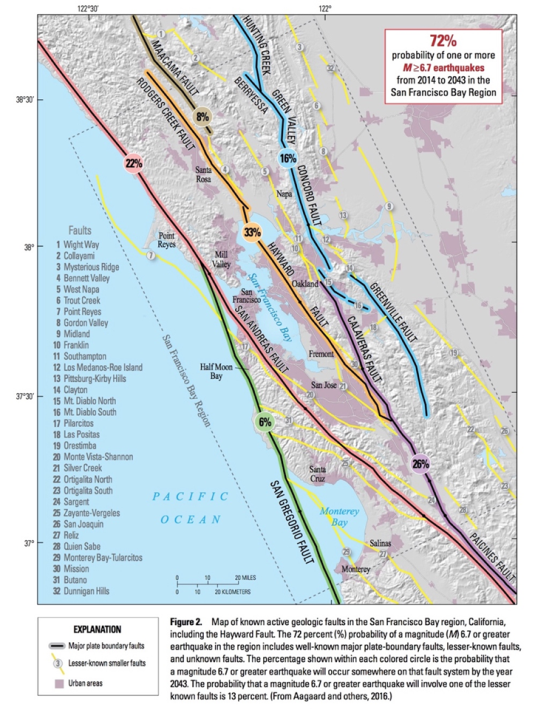 122°30'
122°
72%
probability of one or more
M≥6.7 earthquakes
from 2014 to 2043 in the
San Francisco Bay Region
HUNTING CREEK
BERRYESSA
MAACAMA FAULT
RODGERS CREEK FAULT
GREEN VALLEY
CONCORD FAULT
38°30'
8%
16%
22%
33%
Santa
Rosa
Napa
38°
Point
Reyes
Mill
Valley
HAYWARD
FAULT
Oakland
San
Francisco
San Francisco Bay
SAN ANDREAS FAULT
GREENVILLE FAULT
CALAVERAS FAULT
Fremont
Half Moon
Bay
San Jose
San Francisco Bay Region
37°30'
6%
26%
Santa
Cruz
SAN GREGORIO FAULT
Monterey
Bay
Salinas
Monterey
PAICINES FAULT
37°
PACIFIC
OCEAN
Faults
1 Wight Way
2 Collayami
3 Mysterious Ridge
4 Bennett Valley
5 West Napa
6 Trout Creek
7 Point Reyes
8 Gordon Valley
9 Midland
10 Franklin
11 Southampton
12 Los Medanos-Roe Island
13 Pittsburg-Kirby Hills
14 Clayton
15 Mt. Diablo North
16 Mt. Diablo South
17 Pilarcitos
18 Las Positas
19 Orestimba
20 Monte Vista-Shannon
21 Silver Creek
22 Ortigalita North
23 Ortigalita South
24 Sargent
25 Zayante-Vergeles
26 San Joaquin
27 Reliz
28 Quien Sabe
29 Monterey Bay-Tularcitos
30 Mission
31 Butano
32 Dunnigan Hills
0 10 20 MILES
0 10 20 KILOMETERS
EXPLANATION
Major plate boundary faults
3 Lesser-known smaller faults
Urban areas
Figure 2. Map of known active geologic faults in the San Francisco Bay region, California,
including the Hayward Fault. The 72 percent (%) probability of a magnitude (M) 6.7 or greater
earthquake in the region includes well-known major plate-boundary faults, lesser-known faults,
and unknown faults. The percentage shown within each colored circle is the probability that
a magnitude 6.7 or greater earthquake will occur somewhere on that fault system by the year
2043. The probability that a magnitude 6.7 or greater earthquake will involve one of the lesser
known faults is 13 percent. (From Aagaard and others, 2016.)